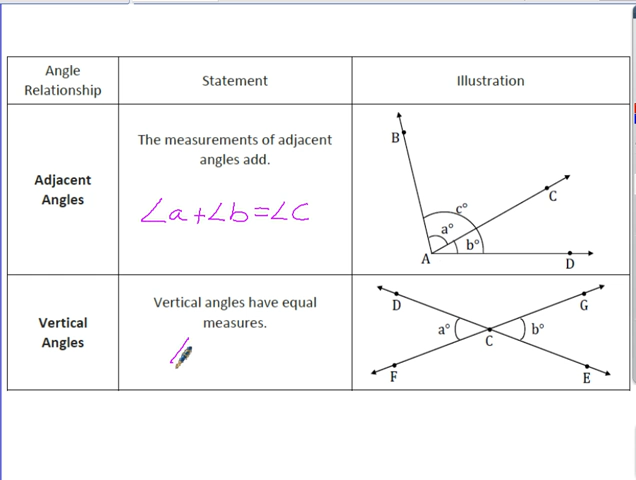 Angle
Relationship
Statement
Illustration
Adjacent
Angles
The measurements of adjacent
angles add.
∠a+∠b=∠C
B
C
c°
a°
b°
A
D
Vertical
Angles
Vertical angles have equal
measures.
D
G
a°
b°
C
F
E